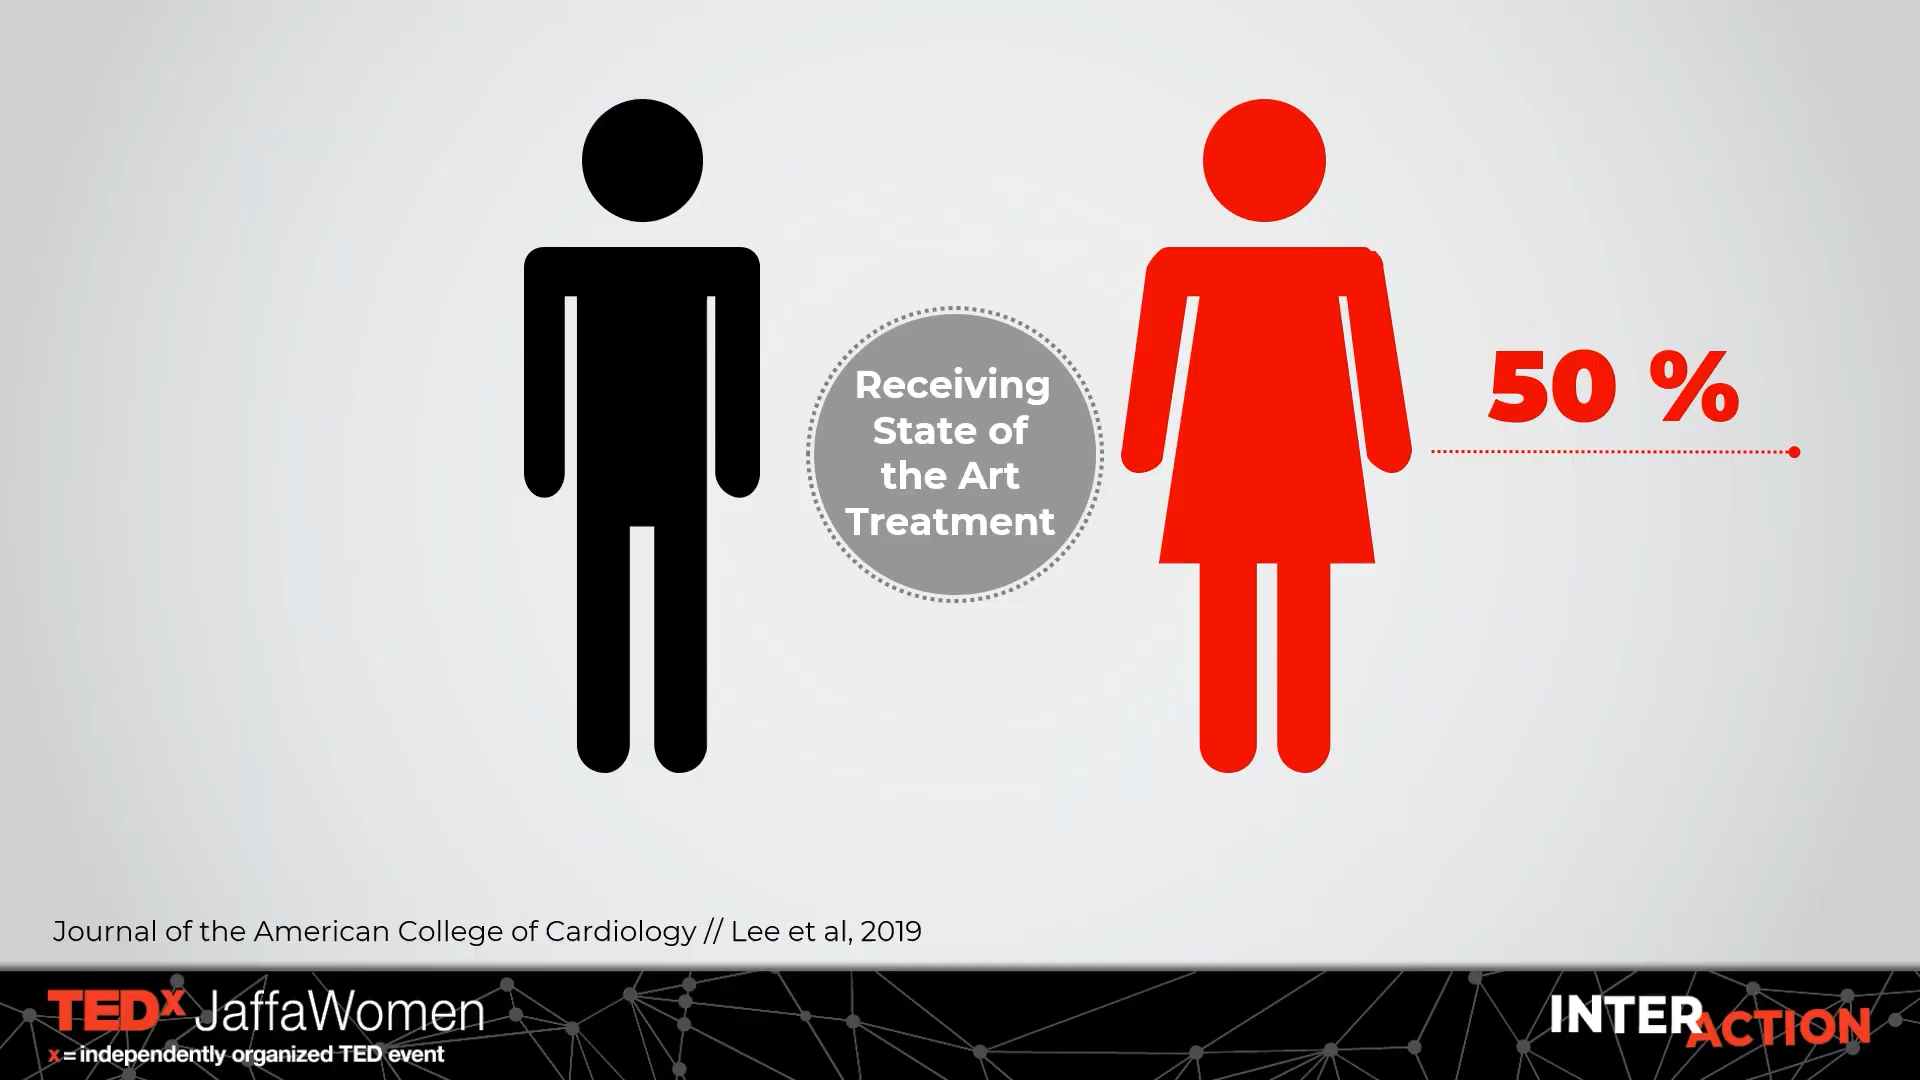 Receiving
State of
the Art
Treatment
50 %
Journal of the American College of Cardiology // Lee et al, 2019
TEDx JaffaWomen
x = independently organized TED event
INTER
ACTION